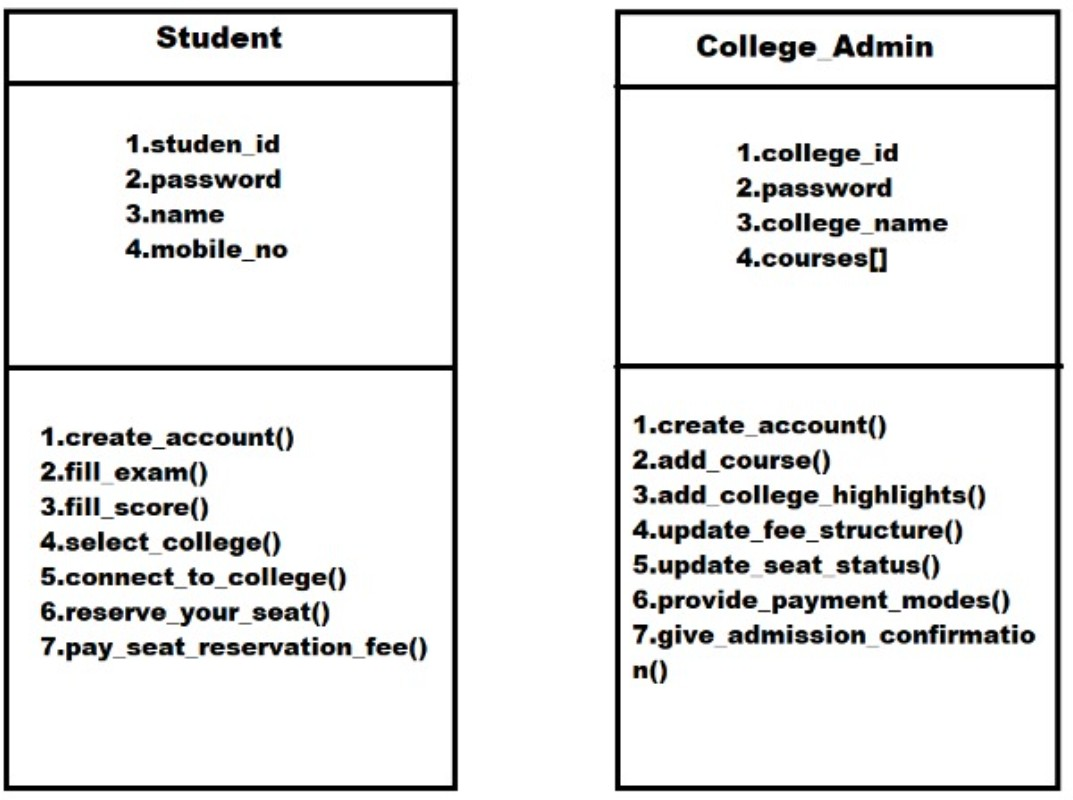 Student
1.studen_id
2.password
3.name
4.mobile_no
1.create_account()
2.fill_exam()
3.fill_score()
4.select_college()
5.connect_to_college()
6.reserve_your_seat()
7.pay_seat_reservation_fee()
College_Admin
1.college_id
2.password
3.college_name
4.courses[]
1.create_account()
2.add_course()
3.add_college_highlights()
4.update_fee_structure()
5.update_seat_status()
6.provide_payment_modes()
7.give_admission_confirmatio
n()